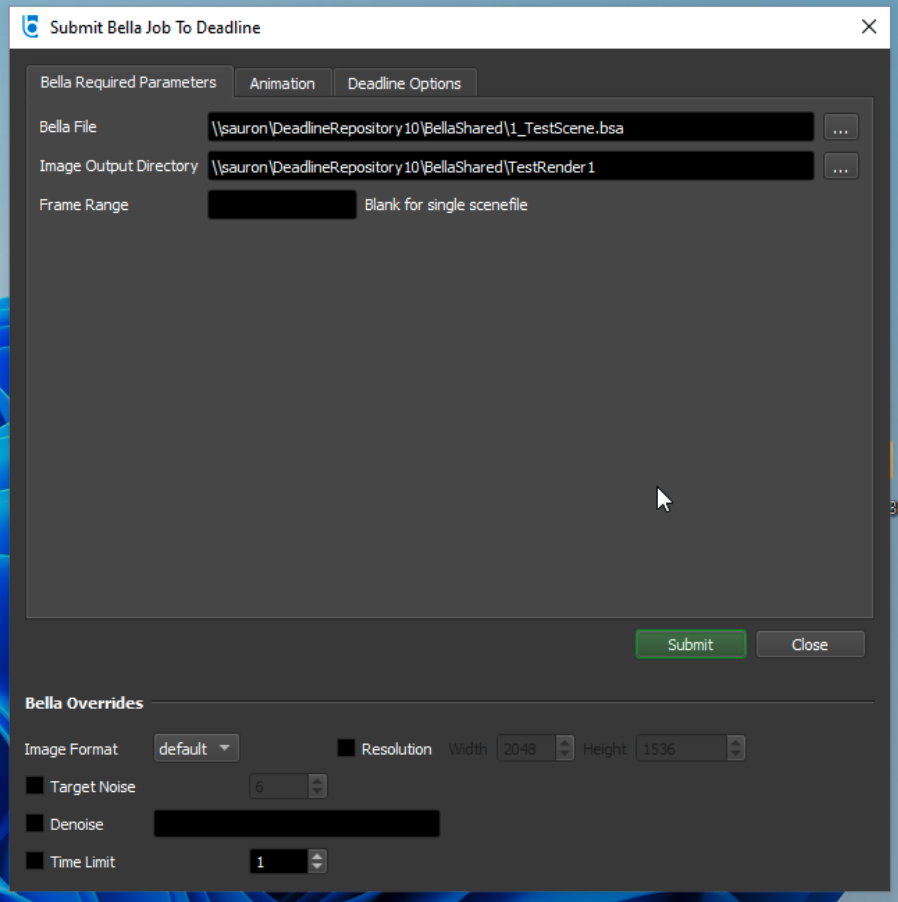 Submit Bella Job To Deadline
Bella Required Parameters Animation Deadline Options
Bella File \\sauron\DeadlineRepository10\BellaShared\1_TestScene.bsa ...
Image Output Directory \\sauron\DeadlineRepository10\BellaShared\TestRender1 ...
Frame Range Blank for single scenefile
Submit Close
Bella Overrides
Image Format default Resolution Width 2048 Height 1536
Target Noise 6
Denoise
Time Limit 1